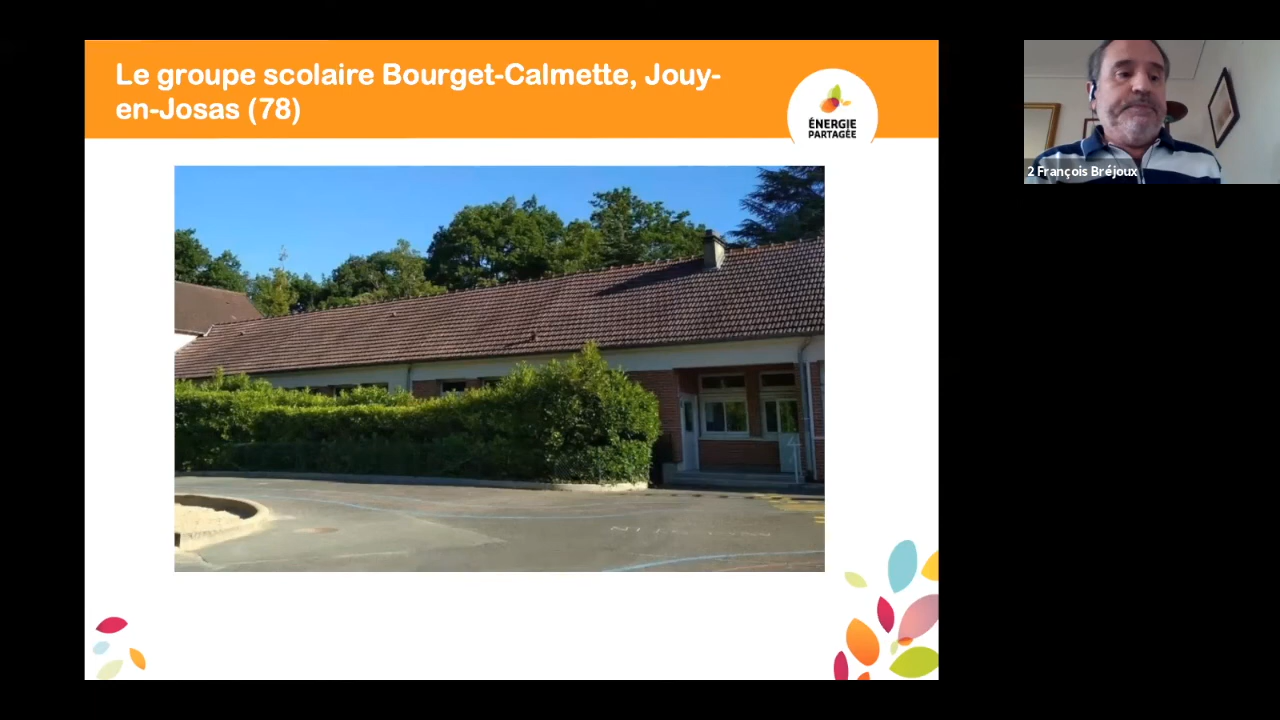 Le groupe scolaire Bourget-Calmette, Jouy-
en-Josas (78)
ÉNERGIE
PARTAGÉE
2 François Bréjoux